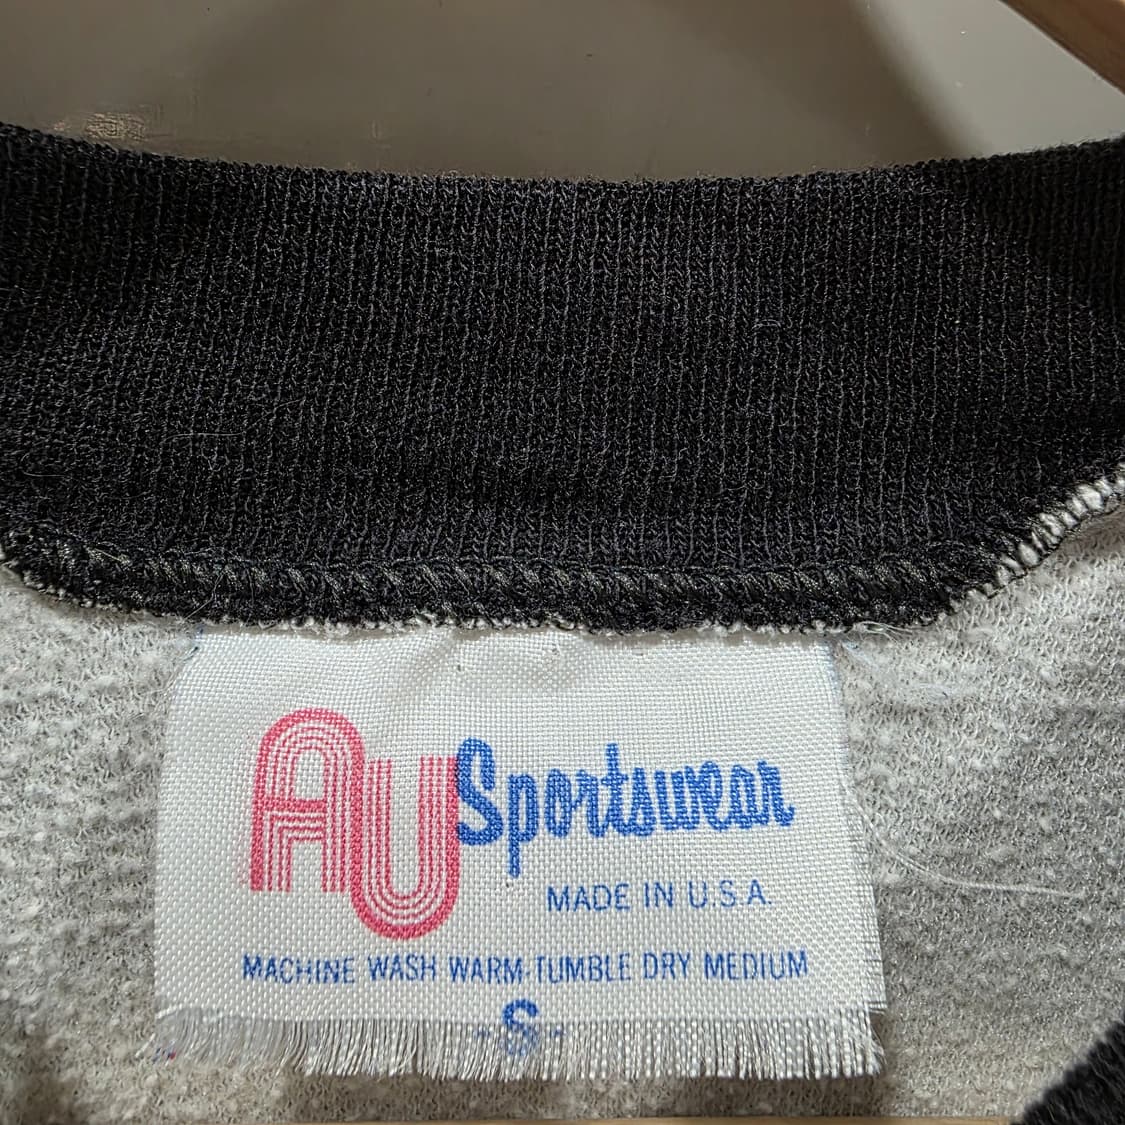 AU Sportswear
MADE IN U.S.A.
MACHINE WASH WARM-TUMBLE DRY MEDIUM
-S-